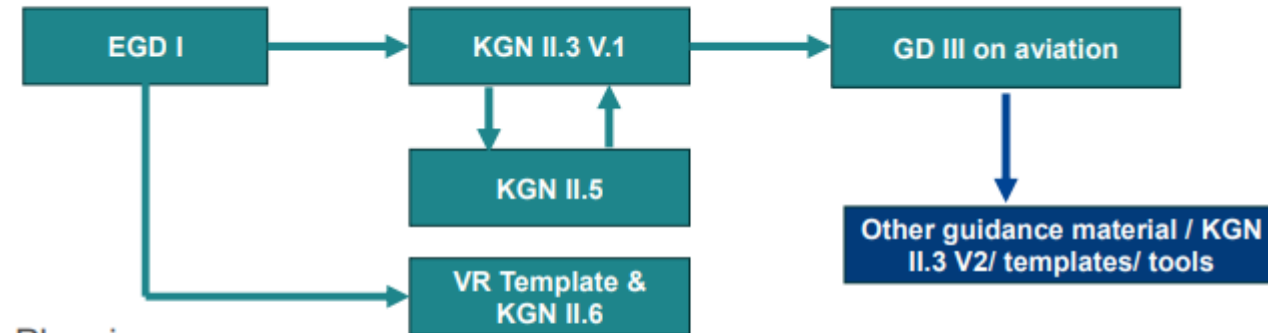 EGD I
KGN II.3 V.1
GD III on aviation
KGN II.5
Other guidance material / KGN
II.3 V2/ templates/ tools
VR Template &
KGN II.6